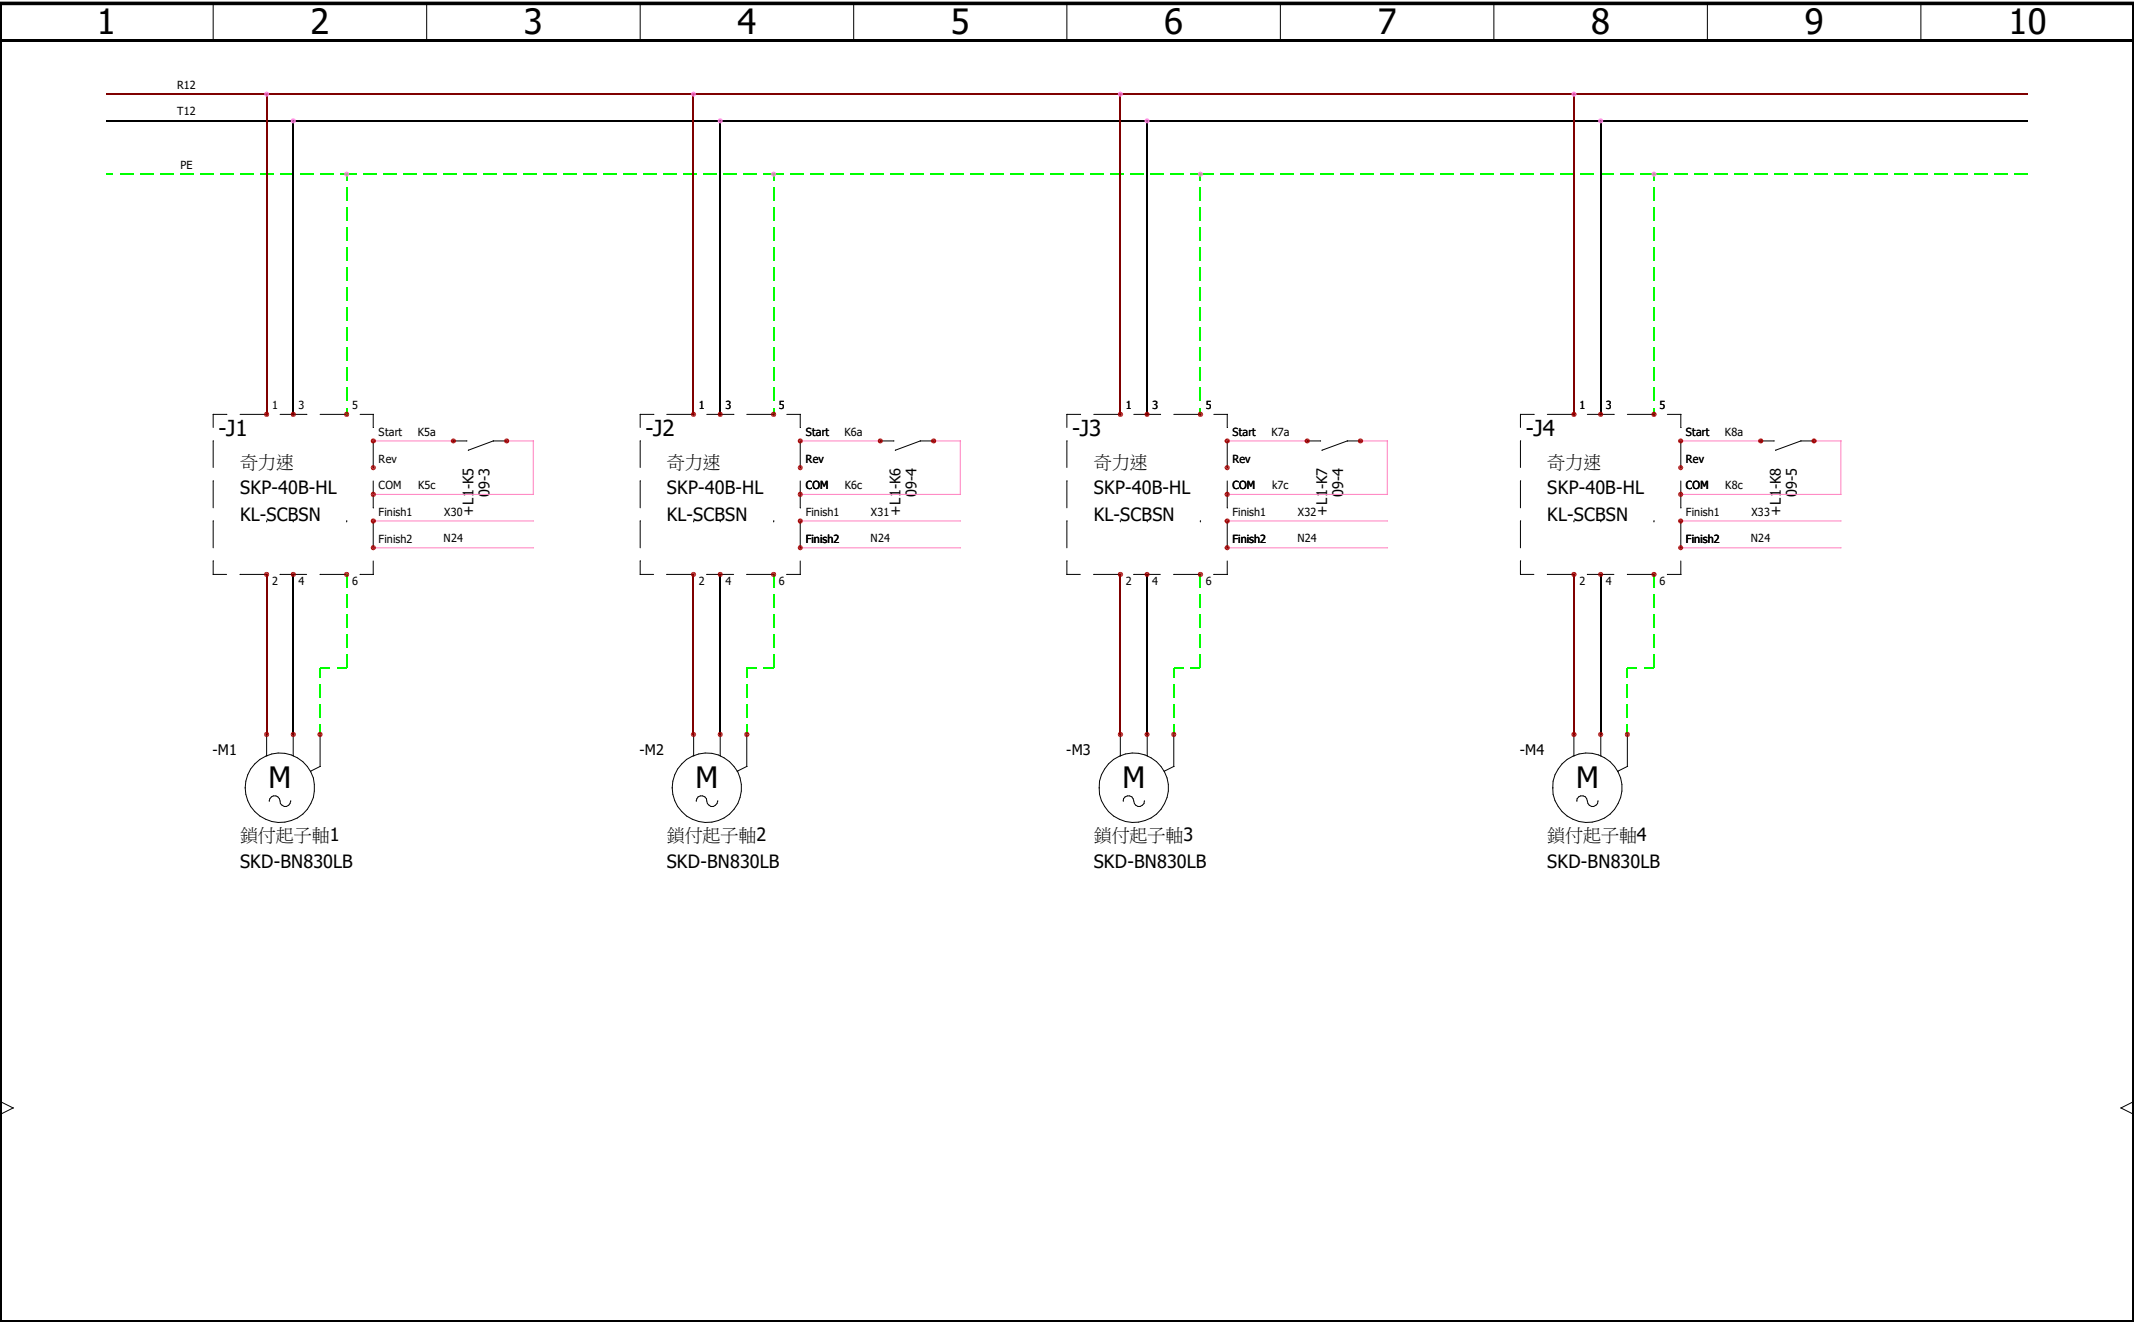 1 2 3 4 5 6 7 8 9 10
R12
T12
PE
1 3 5
-J1
奇力速
SKP-40B-HL
KL-SCBSN
Start K5a
Rev
COM K5c
Finish1 X30
Finish2 N24
+L1-K5
09-3
2 4 6
1 3 5
-J2
奇力速
SKP-40B-HL
KL-SCBSN
Start K6a
Rev
COM K6c
Finish1 X31
Finish2 N24
+L1-K6
09-4
2 4 6
1 3 5
-J3
奇力速
SKP-40B-HL
KL-SCBSN
Start K7a
Rev
COM k7c
Finish1 X32
Finish2 N24
+L1-K7
09-4
2 4 6
1 3 5
-J4
奇力速
SKP-40B-HL
KL-SCBSN
Start K8a
Rev
COM K8c
Finish1 X33
Finish2 N24
+L1-K8
09-5
2 4 6
-M1
M
鎖付起子軸1
SKD-BN830LB
-M2
M
鎖付起子軸2
SKD-BN830LB
-M3
M
鎖付起子軸3
SKD-BN830LB
-M4
M
鎖付起子軸4
SKD-BN830LB